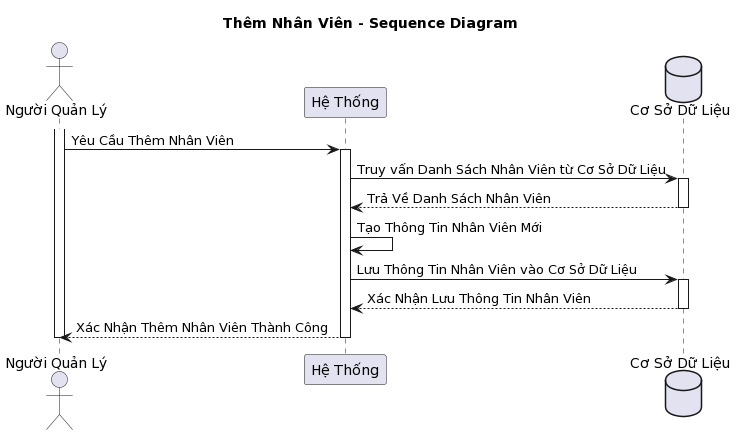 Thêm Nhân Viên - Sequence Diagram
Người Quản Lý
Hệ Thống
Cơ Sở Dữ Liệu
Yêu Cầu Thêm Nhân Viên
Truy vấn Danh Sách Nhân Viên từ Cơ Sở Dữ Liệu
Trả Về Danh Sách Nhân Viên
Tạo Thông Tin Nhân Viên Mới
Lưu Thông Tin Nhân Viên vào Cơ Sở Dữ Liệu
Xác Nhận Lưu Thông Tin Nhân Viên
Xác Nhận Thêm Nhân Viên Thành Công
Người Quản Lý
Hệ Thống
Cơ Sở Dữ Liệu